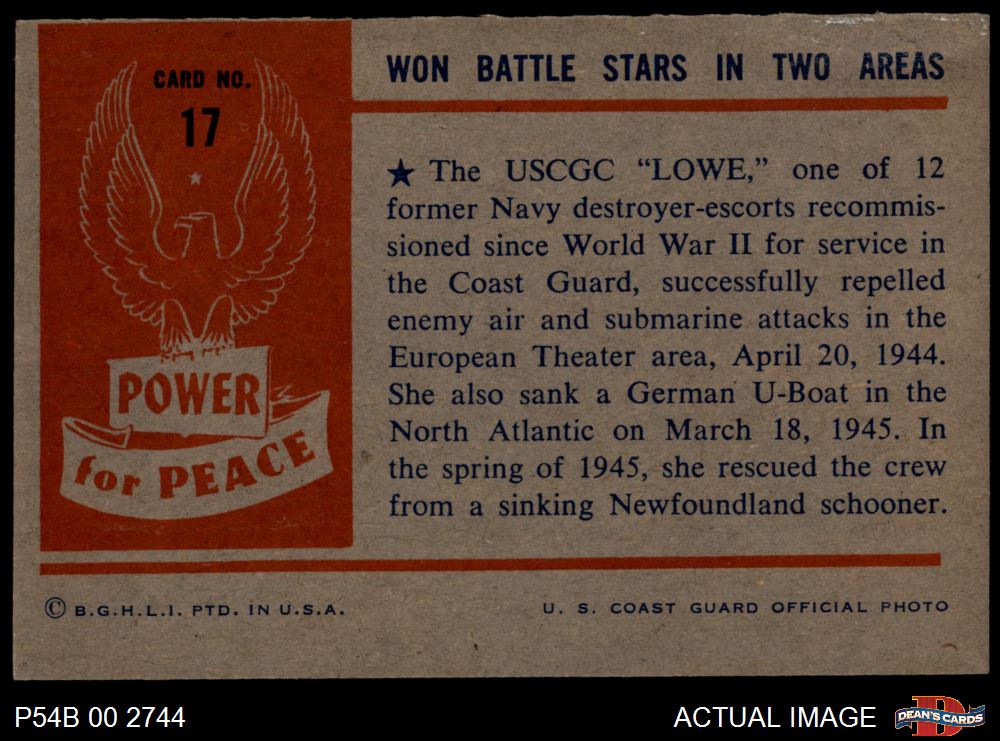 CARD NO.
17
POWER
for PEACE
WON BATTLE STARS IN TWO AREAS
★ The USCGC “LOWE,” one of 12
former Navy destroyer-escorts recommis-
sioned since World War II for service in
the Coast Guard, successfully repelled
enemy air and submarine attacks in the
European Theater area, April 20, 1944.
She also sank a German U-Boat in the
North Atlantic on March 18, 1945. In
the spring of 1945, she rescued the crew
from a sinking Newfoundland schooner.
© B.G.H.L.I. PTD. IN U.S.A.
U. S. COAST GUARD OFFICIAL PHOTO
P54B 00 2744
ACTUAL IMAGE
DEAN'S CARDS